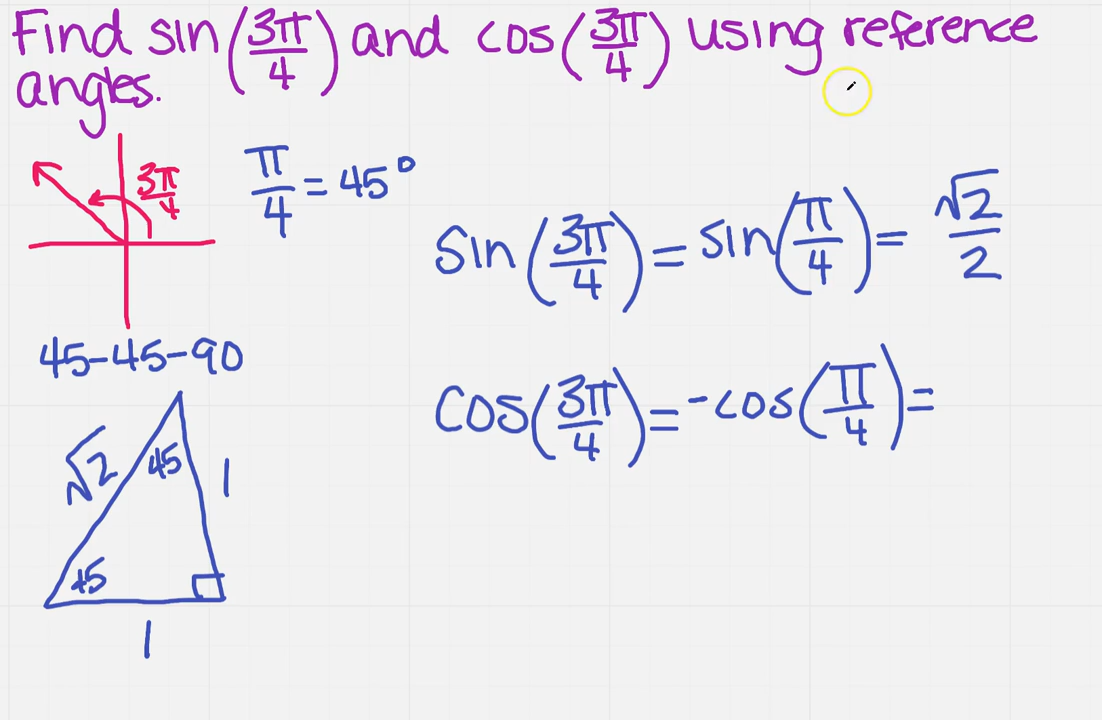 Find sin(3π/4) and cos(3π/4) using reference
angles.
3π/4
π/4 = 45°
sin(3π/4) = sin(π/4) = √2/2
45-45-90
cos(3π/4) = -cos(π/4) =
√2
45
1
45
1